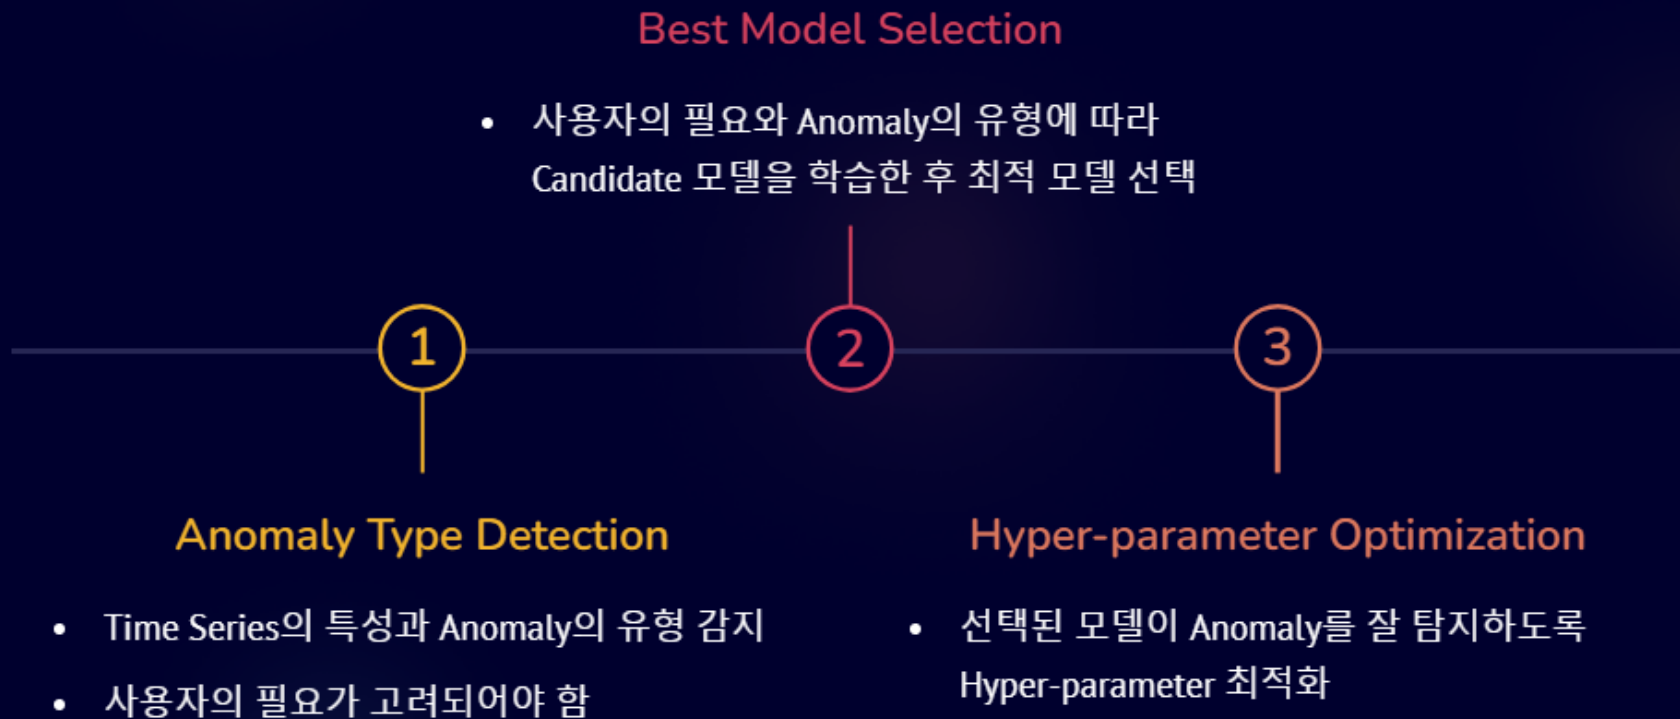 Best Model Selection
• 사용자의 필요와 Anomaly의 유형에 따라
Candidate 모델을 학습한 후 최적 모델 선택
1
2
3
Anomaly Type Detection
• Time Series의 특성과 Anomaly의 유형 감지
• 사용자의 필요가 고려되어야 함
Hyper-parameter Optimization
• 선택된 모델이 Anomaly를 잘 탐지하도록
Hyper-parameter 최적화